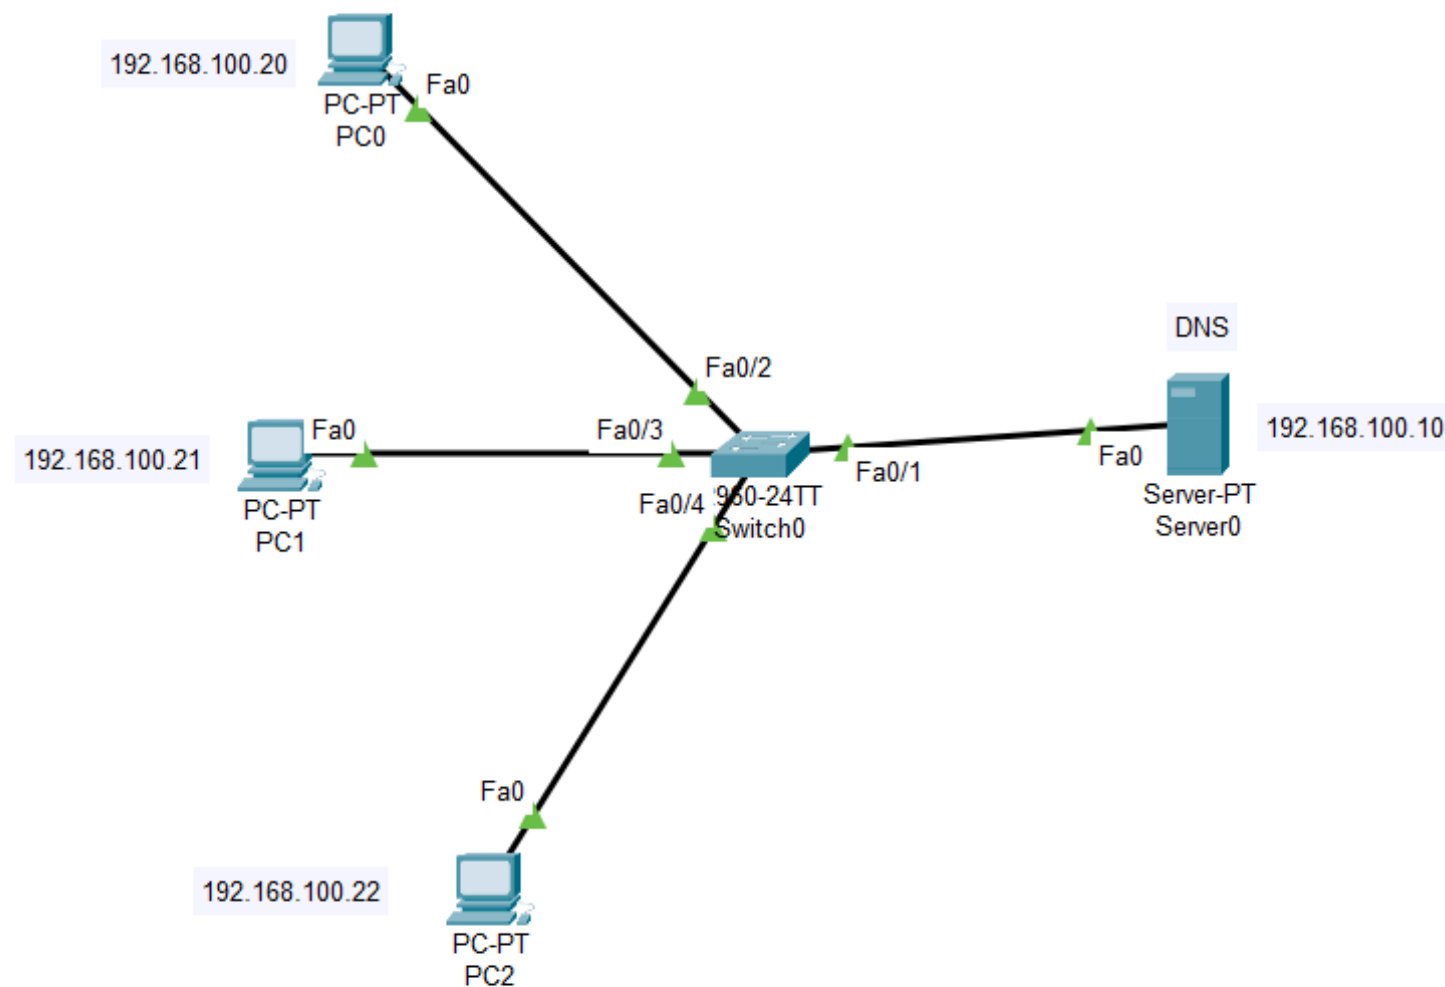 192.168.100.20
Fa0
PC-PT
PC0
Fa0/2
DNS
192.168.100.21
Fa0
Fa0/3
PC-PT
PC1
Fa0/1
Fa0
192.168.100.10
Fa0/4
960-24TT
Switch0
Server-PT
Server0
Fa0
192.168.100.22
PC-PT
PC2